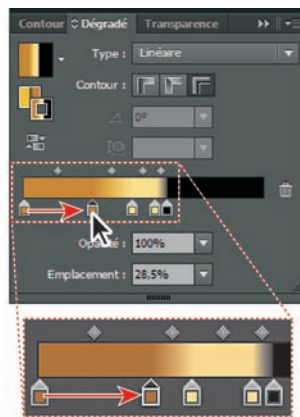 Contour Dégradé Transparence
Type : Linéaire
Contour :
0°
Opacité : 100%
Emplacement : 28,5%